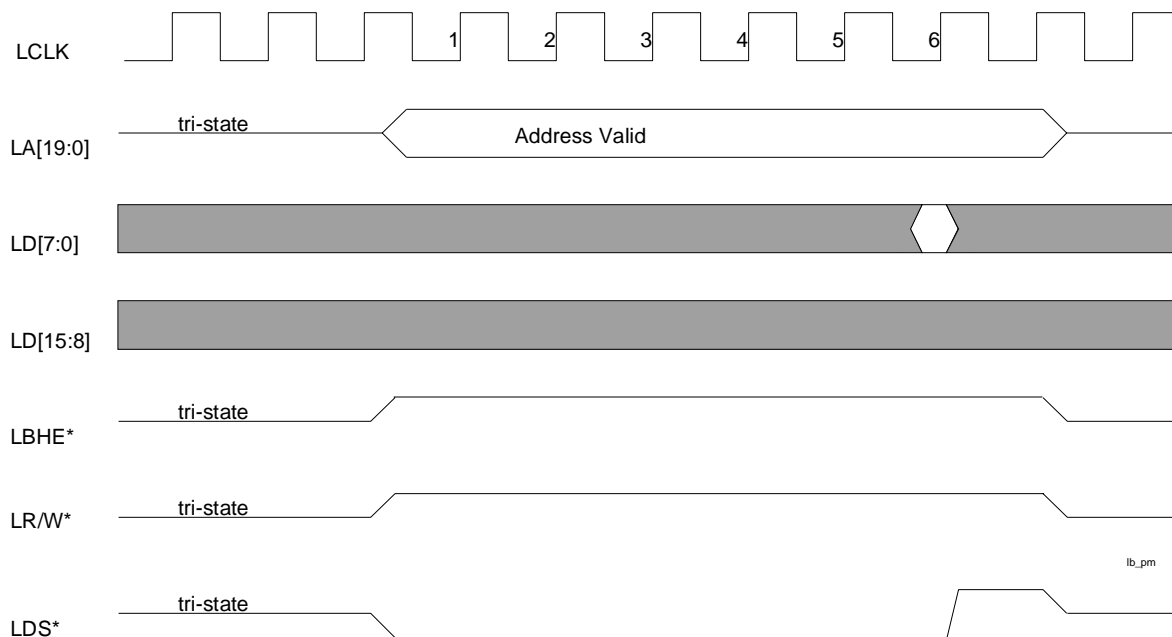 LCLK
1 2 3 4 5 6
tri-state
LA[19:0]
Address Valid
LD[7:0]
LD[15:8]
tri-state
LBHE*
tri-state
LR/W*
lb_pm
tri-state
LDS*